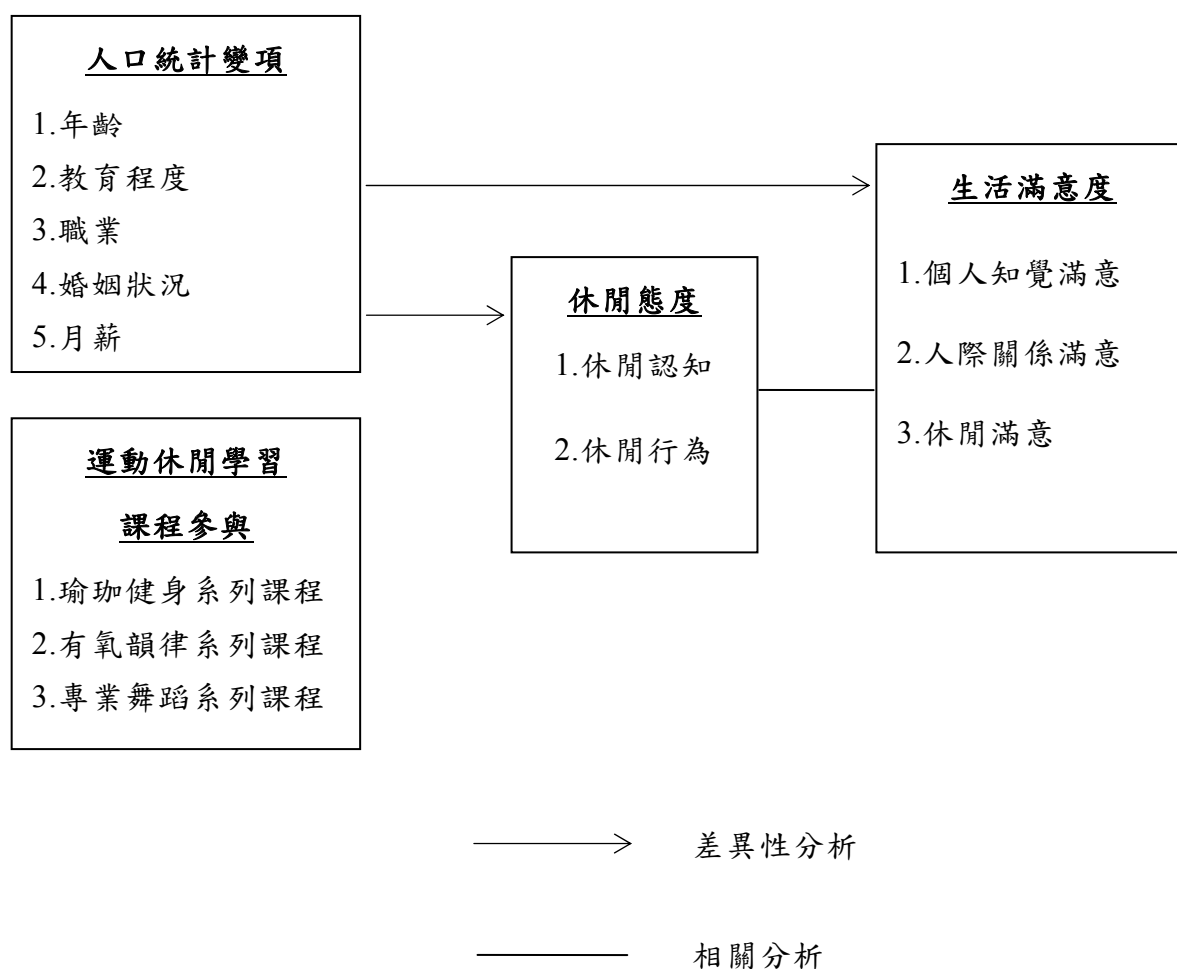 人口統計變項
1.年齡
2.教育程度
3.職業
4.婚姻狀況
5.月薪
運動休閒學習
課程參與
1.瑜珈健身系列課程
2.有氧韻律系列課程
3.專業舞蹈系列課程
休閒態度
1.休閒認知
2.休閒行為
生活滿意度
1.個人知覺滿意
2.人際關係滿意
3.休閒滿意
差異性分析
相關分析